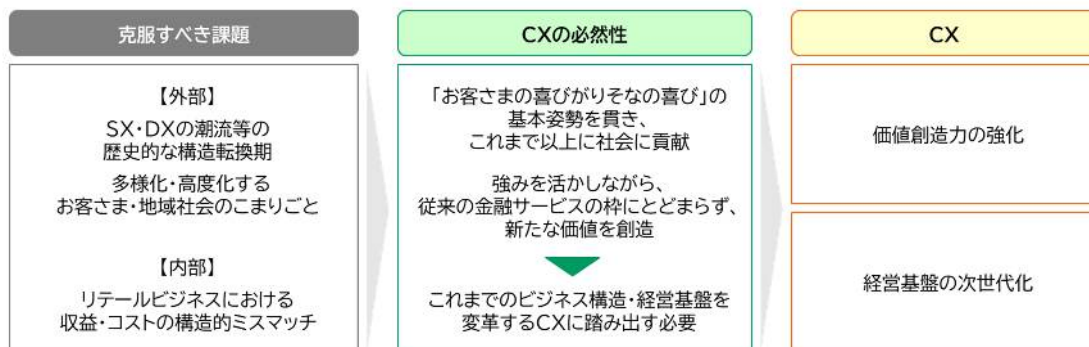 克服すべき課題
【外部】
SX・DXの潮流等の
歴史的な構造転換期
多様化・高度化する
お客さま・地域社会のこまりごと
【内部】
リテールビジネスにおける
収益・コストの構造的ミスマッチ
CXの必然性
「お客さまの喜びがりそなの喜び」の
基本姿勢を貫き、
これまで以上に社会に貢献
強みを活かしながら、
従来の金融サービスの枠にとどまらず、
新たな価値を創造
これまでのビジネス構造・経営基盤を
変革するCXに踏み出す必要
CX
価値創造力の強化
経営基盤の次世代化